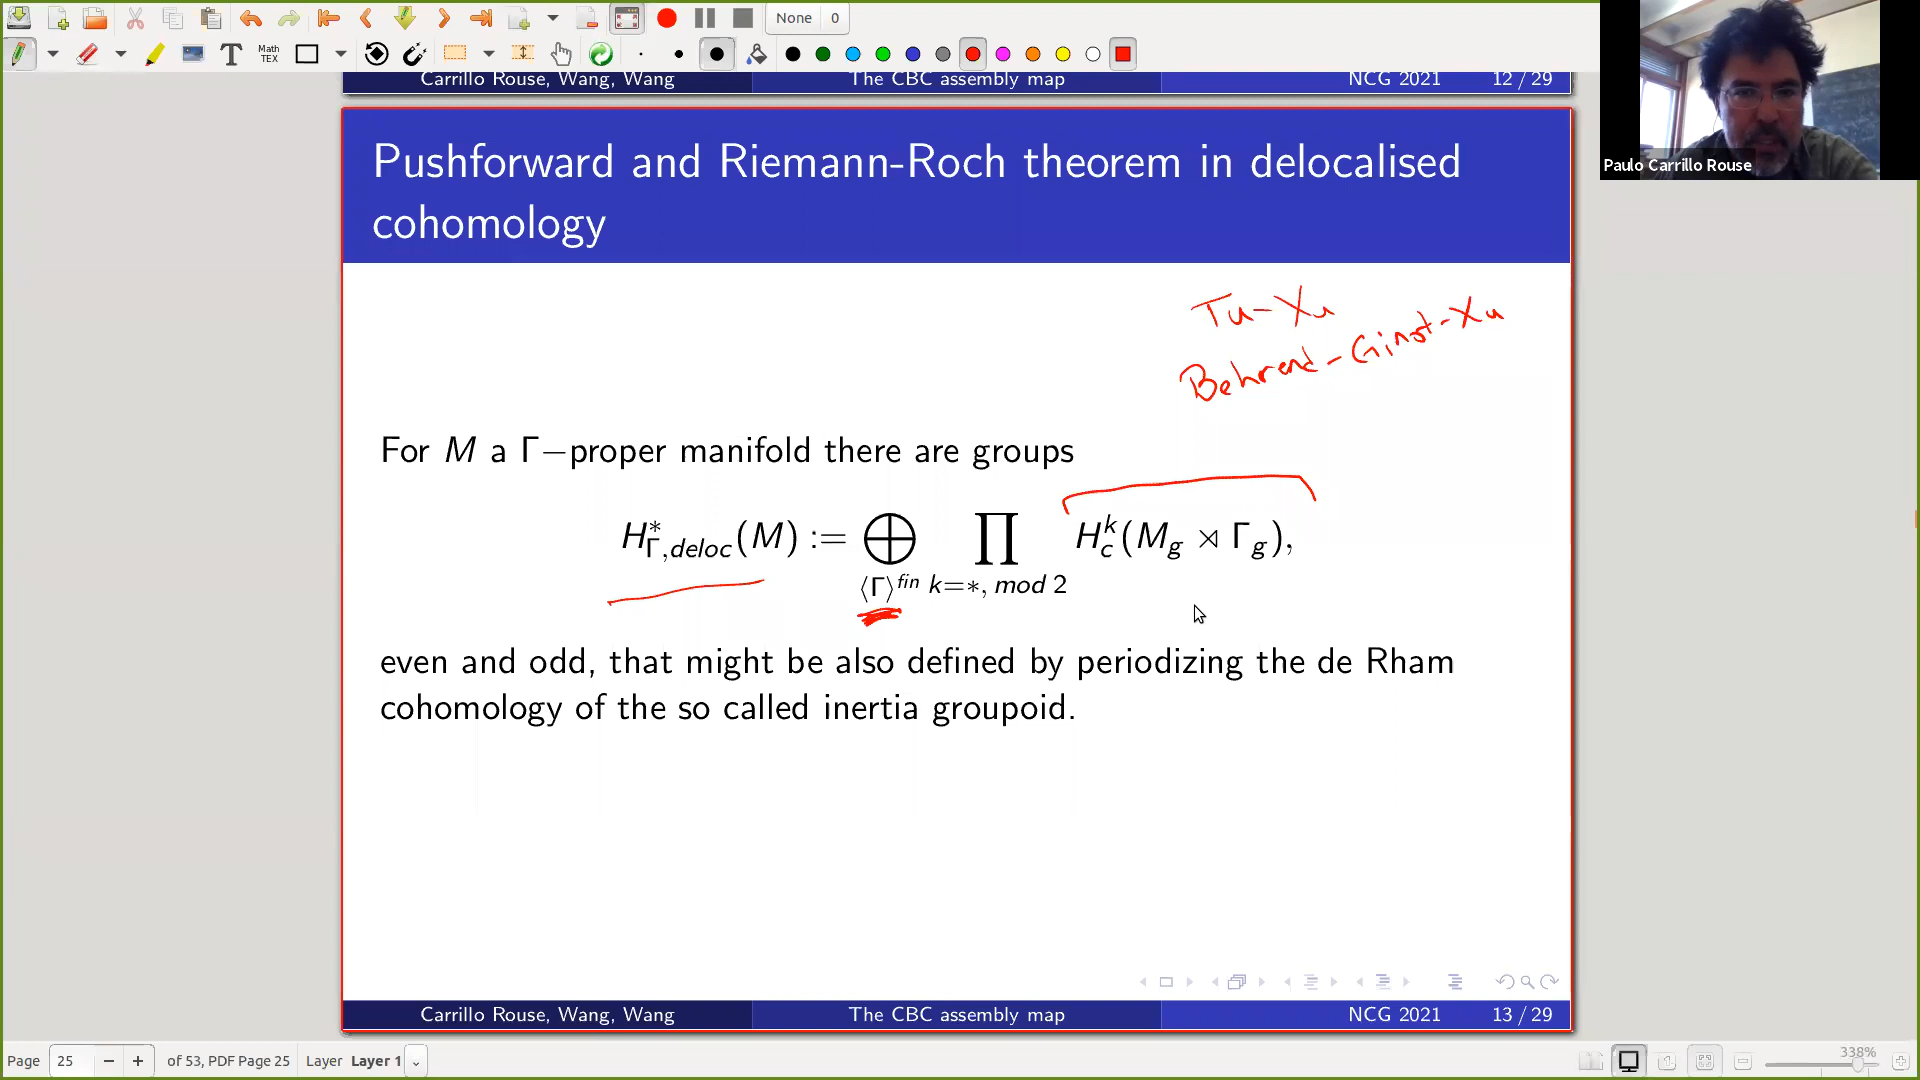 None 0
Math
TEX
T
Carrillo Rouse, Wang, Wang The CBC assembly map NCG 2021 12 / 29
Paulo Carrillo Rouse
Pushforward and Riemann-Roch theorem in delocalised
cohomology
Tu-Xu
Behrend-Ginot-Xu
For M a Γ−proper manifold there are groups
H*Γ,deloc(M) := ⊕⟨Γ⟩fin ∏k=*, mod 2 Hkc(Mg ⋊ Γg),
even and odd, that might be also defined by periodizing the de Rham
cohomology of the so called inertia groupoid.
Carrillo Rouse, Wang, Wang The CBC assembly map NCG 2021 13 / 29
Page 25 of 53, PDF Page 25 Layer Layer 1 338%